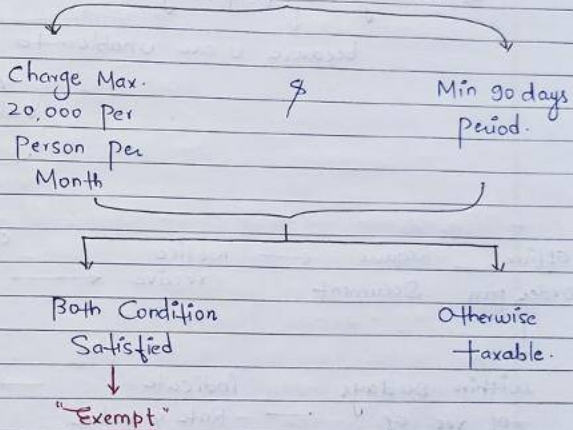 Charge Max.
20,000 Per
Person per
Month
&
Min 90 days
period.
Both Condition
Satisfied
"Exempt"
Otherwise
taxable.